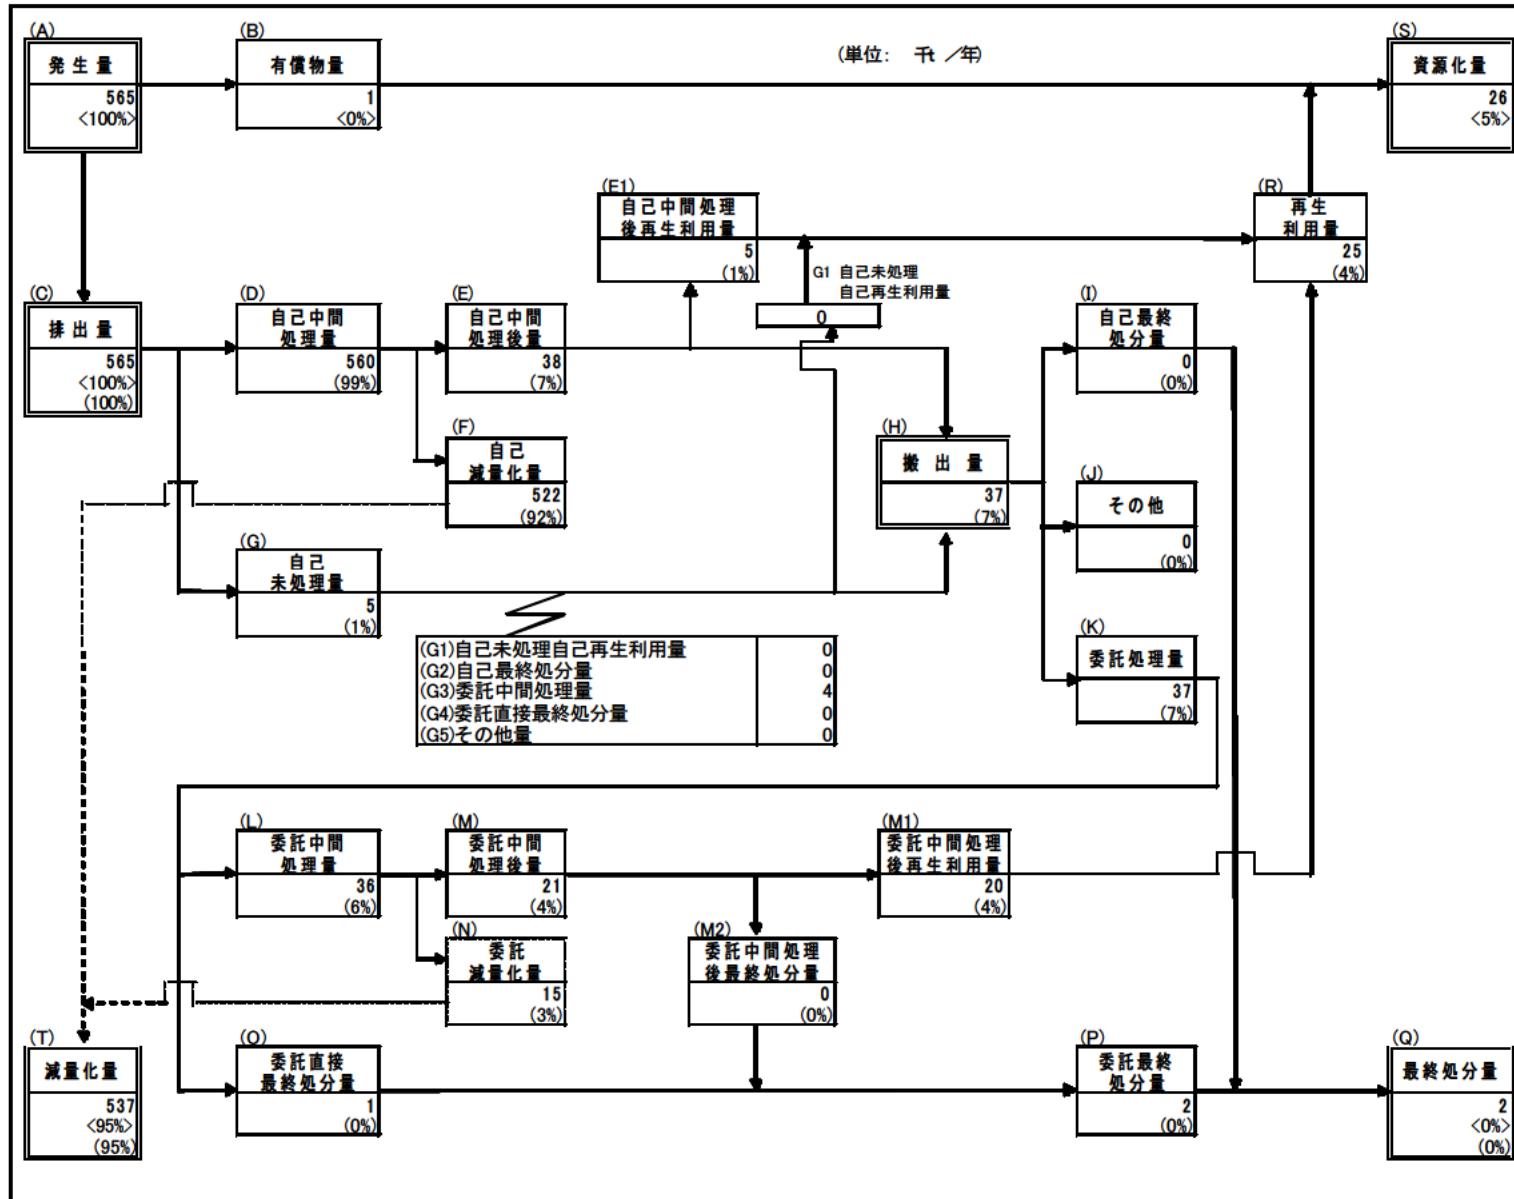 (A)
発生量
565
<100%>
(B)
有償物量
1
<0%>
(単位: 千t /年)
(S)
資源化量
26
<5%>
(E1)
自己中間処理
後再生利用量
5
(1%)
G1 自己未処理
自己再生利用量
0
(R)
再生
利用量
25
(4%)
(C)
排出量
565
<100%>
(100%)
(D)
自己中間
処理量
560
(99%)
(E)
自己中間
処理後量
38
(7%)
(I)
自己最終
処分量
0
(0%)
(F)
自己
減量化量
522
(92%)
(H)
搬出量
37
(7%)
(J)
その他
0
(0%)
(G)
自己
未処理量
5
(1%)
(G1)自己未処理自己再生利用量 0
(G2)自己最終処分量 0
(G3)委託中間処理量 4
(G4)委託直接最終処分量 0
(G5)その他量 0
(K)
委託処理量
37
(7%)
(L)
委託中間
処理量
36
(6%)
(M)
委託中間
処理後量
21
(4%)
(M1)
委託中間処理
後再生利用量
20
(4%)
(N)
委託
減量化量
15
(3%)
(M2)
委託中間処理
後最終処分量
0
(0%)
(T)
減量化量
537
<95%>
(95%)
(O)
委託直接
最終処分量
1
(0%)
(P)
委託最終
処分量
2
(0%)
(Q)
最終処分量
2
<0%>
(0%)